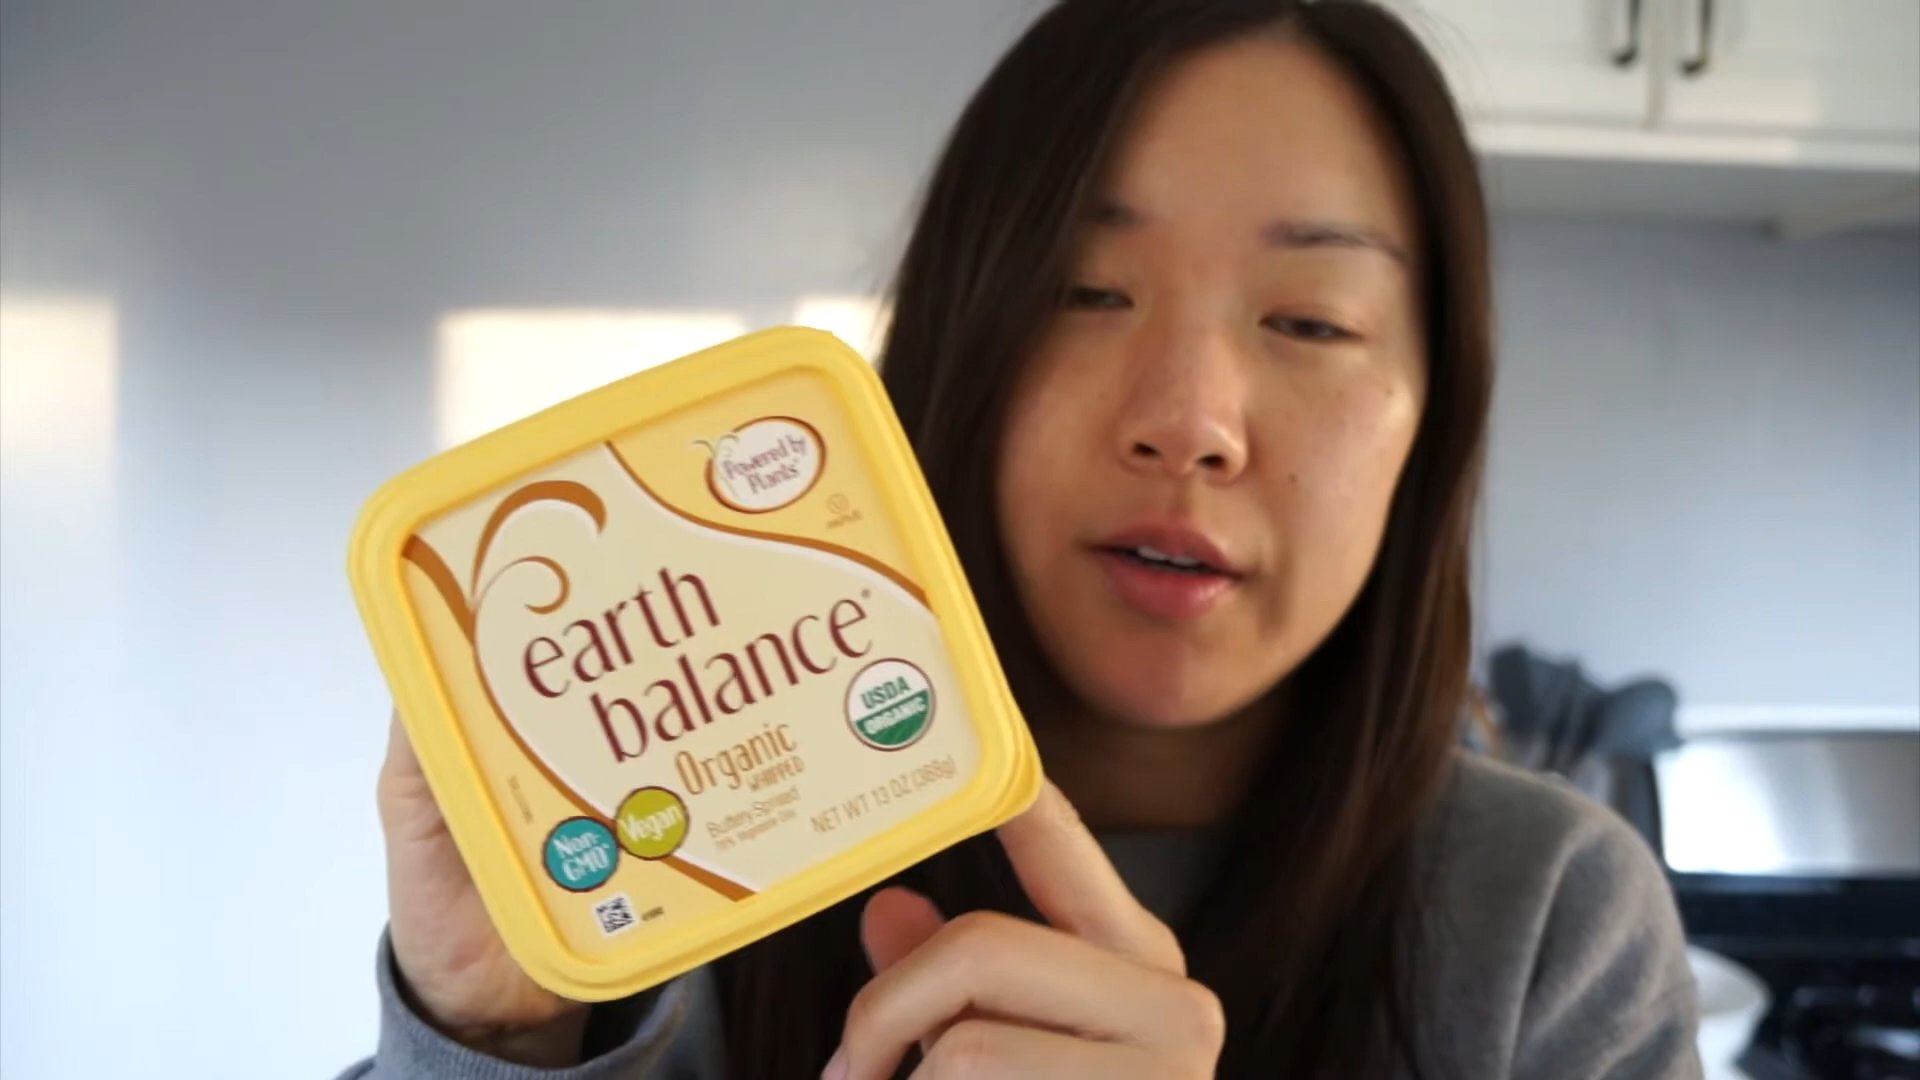 Powered by
Plants
earth
balance®
USDA
ORGANIC
Organic
WHIPPED
Buttery Spread
NET WT 13 OZ (368g)
Vegan
Non-
GMO